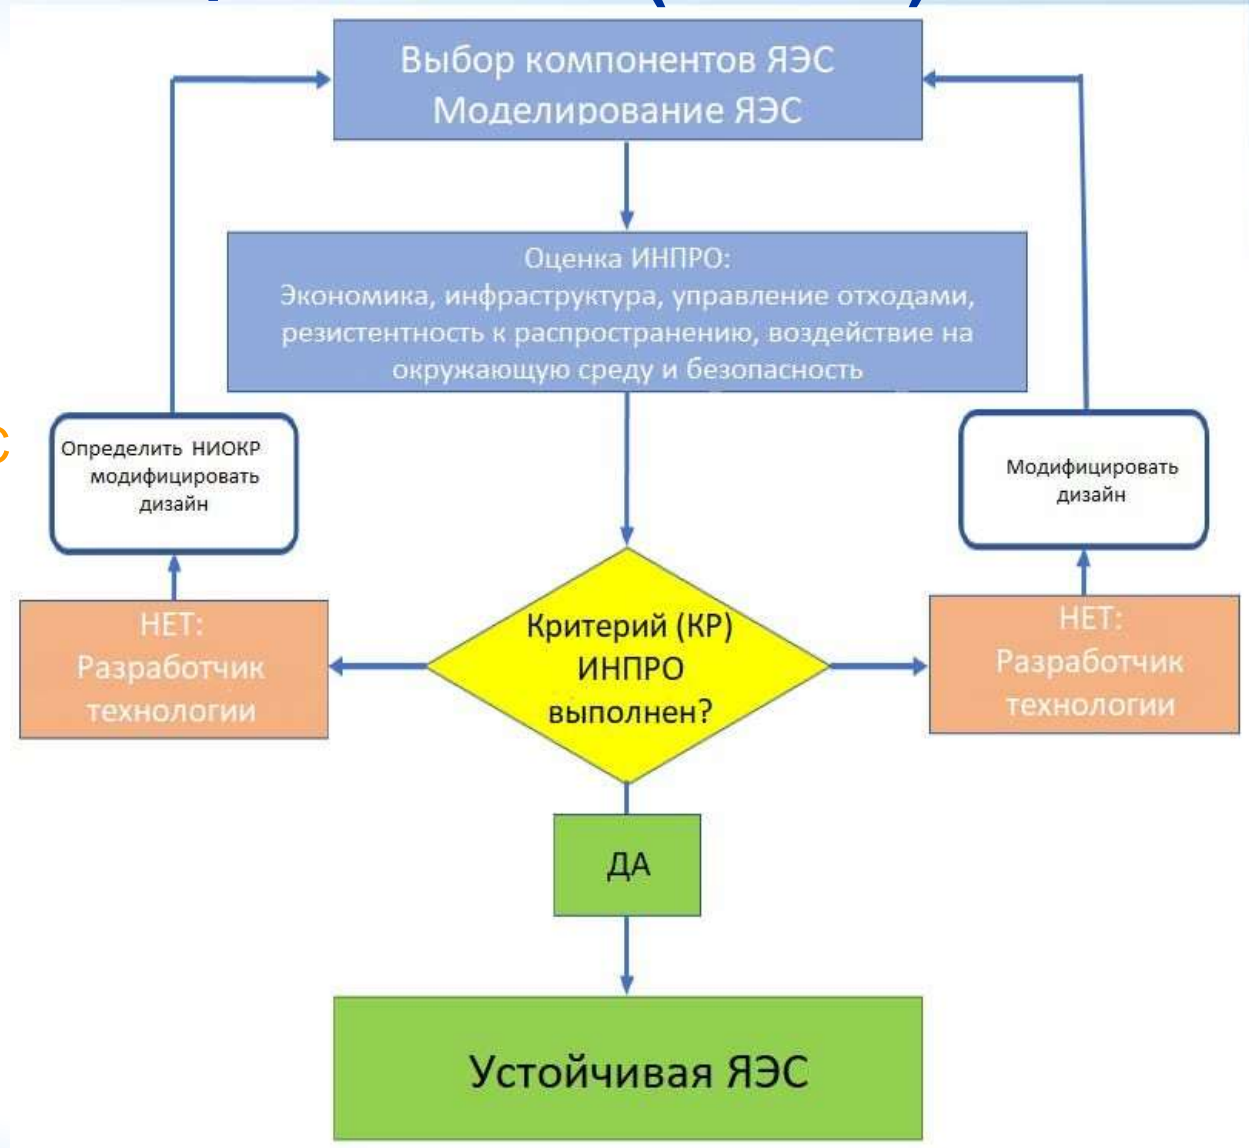 Выбор компонентов ЯЭС
Моделирование ЯЭС
Оценка ИНПРО:
Экономика, инфраструктура, управление отходами,
резистентность к распространению, воздействие на
окружающую среду и безопасность
Определить НИОКР
модифицировать
дизайн
Модифицировать
дизайн
НЕТ:
Разработчик
технологии
Критерий (КР)
ИНПРО
выполнен?
НЕТ:
Разработчик
технологии
ДА
Устойчивая ЯЭС